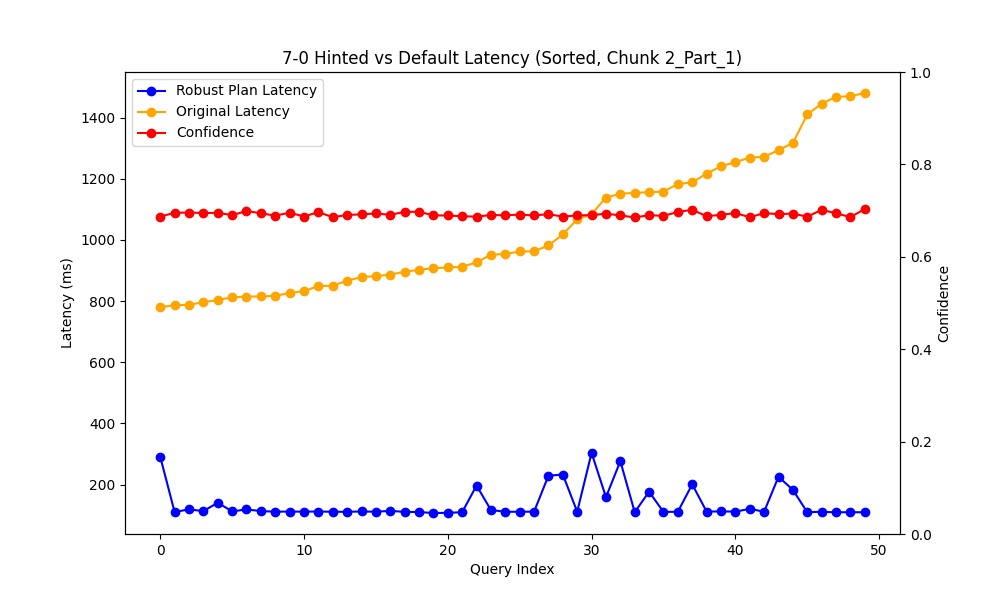 7-0 Hinted vs Default Latency (Sorted, Chunk 2_Part_1)
Robust Plan Latency
Original Latency
Confidence
Latency (ms)
1400
1200
1000
800
600
400
200
1.0
0.8
0.6
0.4
0.2
0.0
Confidence
0 10 20 30 40 50
Query Index